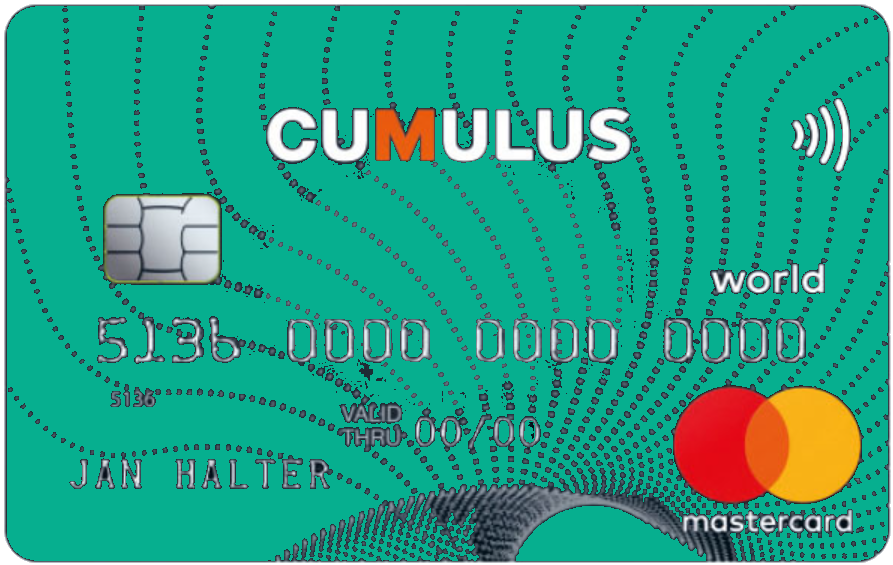 CUMULUS
world
5136 0000 0000 0000
5136
VALID
THRU 00/00
JAN HALTER
mastercard